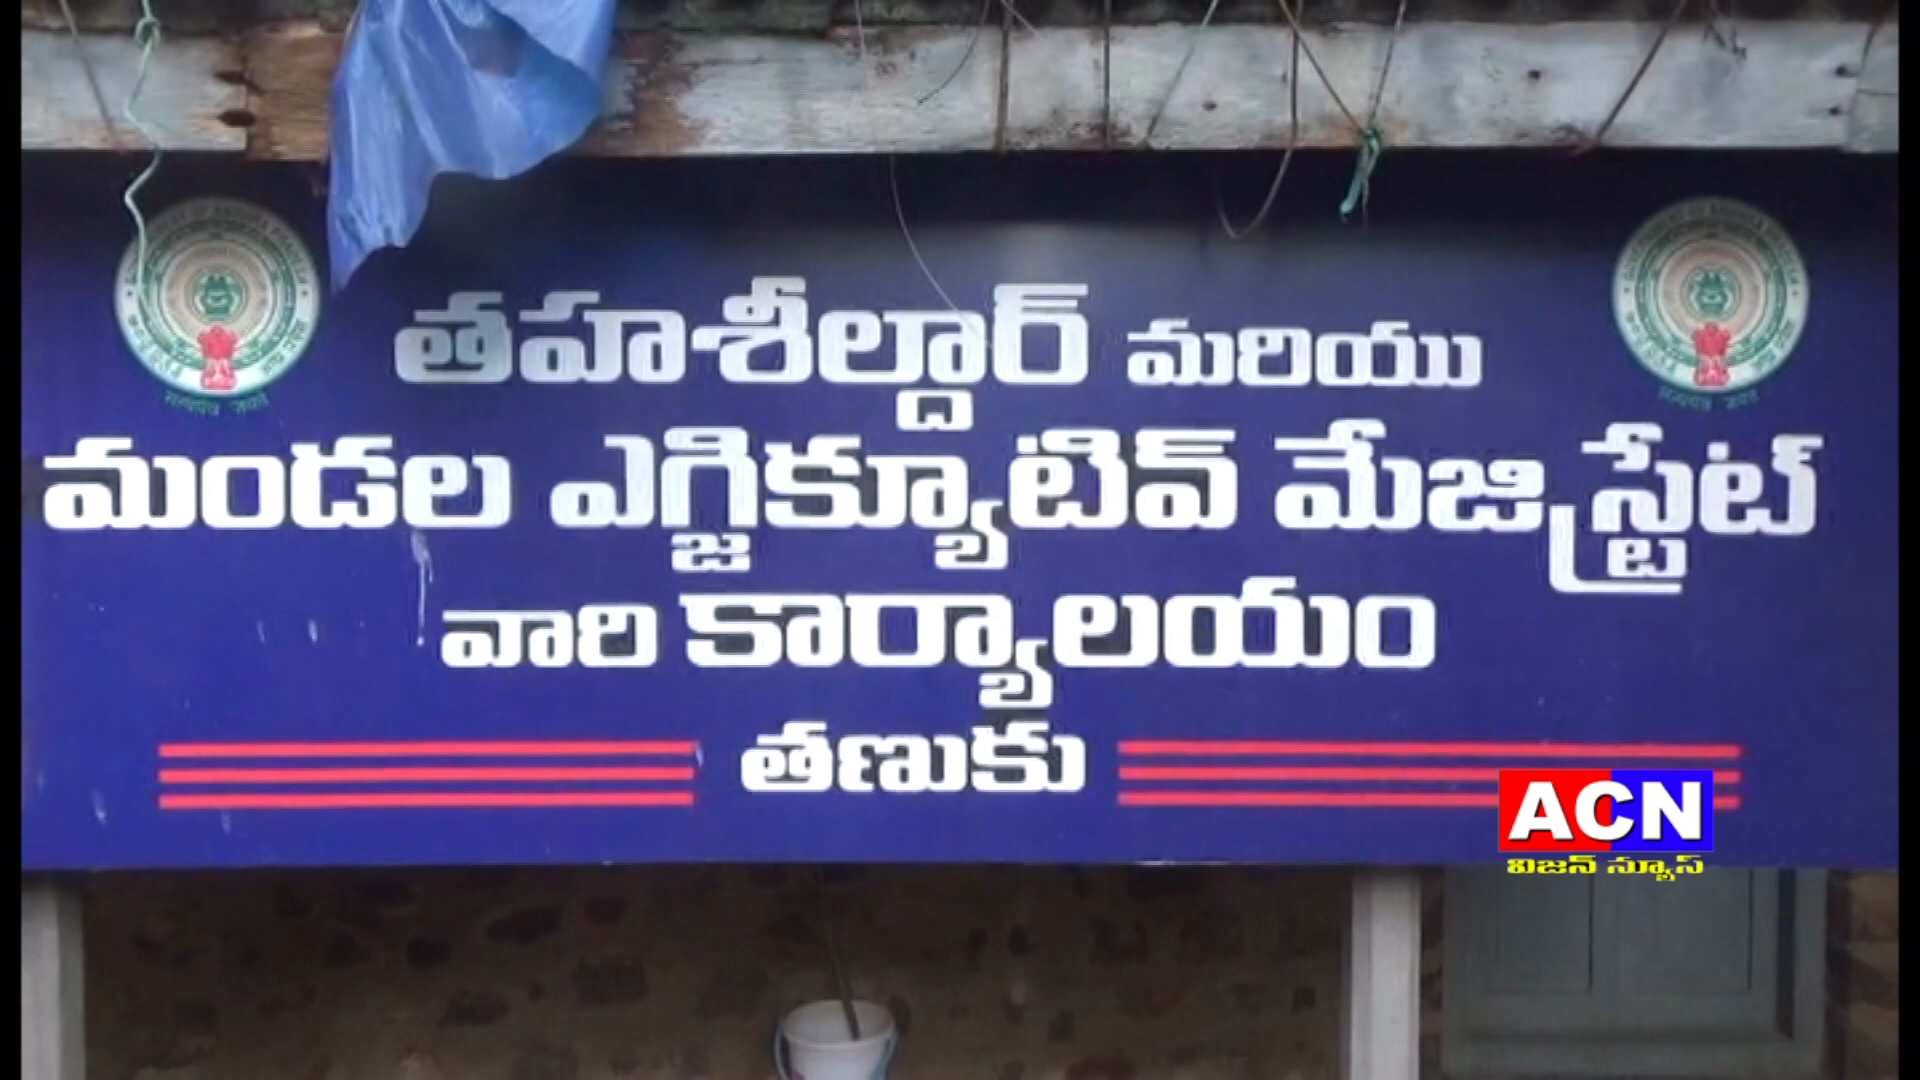 తహశీల్దార్ మరియు
మండల ఎగ్జిక్యూటివ్ మేజిస్ట్రేట్
వారి కార్యాలయం
తణుకు
ACN
విజన్ న్యూస్